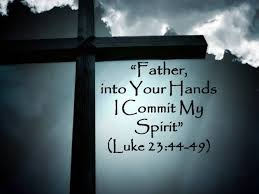 “Father,
into Your Hands
I Commit My
Spirit”
(Luke 23:44-49)